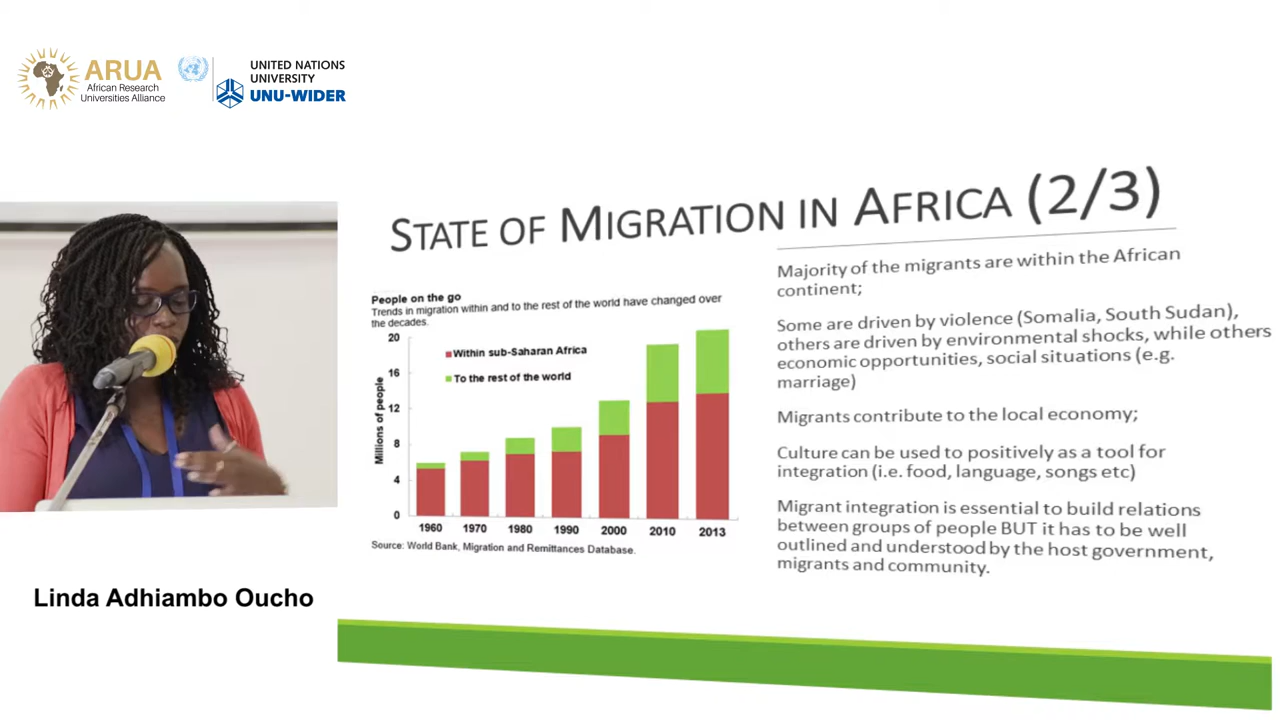 ARUA
African Research
Universities Alliance
UNITED NATIONS
UNIVERSITY
UNU-WIDER
STATE OF MIGRATION IN AFRICA (2/3)
People on the go
Trends in migration within and to the rest of the world have changed over
the decades.
Millions of people
20
16
12
8
4
0
Within sub-Saharan Africa
To the rest of the world
1960 1970 1980 1990 2000 2010 2013
Source: World Bank, Migration and Remittances Database.
Majority of the migrants are within the African
continent;
Some are driven by violence (Somalia, South Sudan),
others are driven by environmental shocks, while others
economic opportunities, social situations (e.g.
marriage)
Migrants contribute to the local economy;
Culture can be used to positively as a tool for
integration (i.e. food, language, songs etc)
Migrant integration is essential to build relations
between groups of people BUT it has to be well
outlined and understood by the host government,
migrants and community.
Linda Adhiambo Oucho